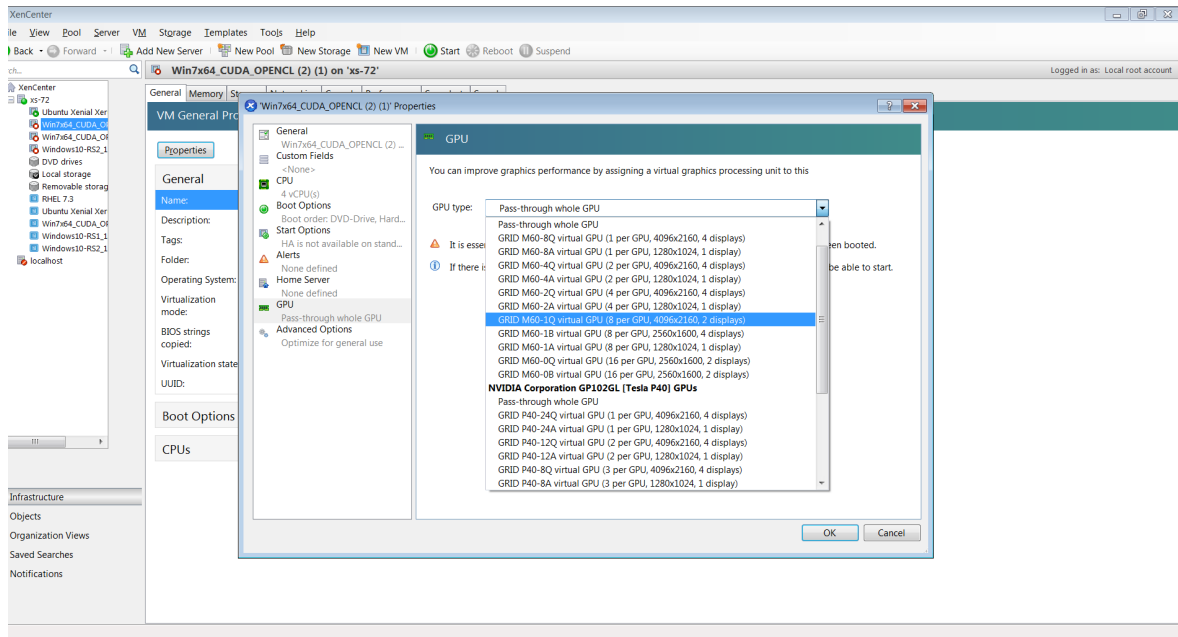 XenCenter
ile View Pool Server VM Storage Templates Tools Help
Back Forward Add New Server New Pool New Storage New VM Start Reboot Suspend
Win7x64_CUDA_OPENCL (2) (1) on 'xs-72'
Logged in as: Local root account
XenCenter
xs-72
Ubuntu Xenial Xer
Win7x64_CUDA_OP
Win7x64_CUDA_OP
Windows10-RS2_1
DVD drives
Local storage
Removable storag
RHEL 7.3
Ubuntu Xenial Xer
Win7x64_CUDA_OP
Windows10-RS1_1
Windows10-RS2_1
localhost
Infrastructure
Objects
Organization Views
Saved Searches
Notifications
General Memory
VM General Pro
Properties
General
Name:
Description:
Tags:
Folder:
Operating System:
Virtualization
mode:
BIOS strings
copied:
Virtualization state
UUID:
Boot Options
CPUs
'Win7x64_CUDA_OPENCL (2) (1)' Properties
General
Win7x64_CUDA_OPENCL (2) ...
Custom Fields
<None>
CPU
4 vCPU(s)
Boot Options
Boot order: DVD-Drive, Hard...
Start Options
HA is not available on stand...
Alerts
None defined
Home Server
None defined
GPU
Pass-through whole GPU
Advanced Options
Optimize for general use
GPU
You can improve graphics performance by assigning a virtual graphics processing unit to this
GPU type: Pass-through whole GPU
It is esse
en booted.
If there i
be able to start.
Pass-through whole GPU
GRID M60-8Q virtual GPU (1 per GPU, 4096x2160, 4 displays)
GRID M60-8A virtual GPU (1 per GPU, 1280x1024, 1 display)
GRID M60-4Q virtual GPU (2 per GPU, 4096x2160, 4 displays)
GRID M60-4A virtual GPU (2 per GPU, 1280x1024, 1 display)
GRID M60-2Q virtual GPU (4 per GPU, 4096x2160, 4 displays)
GRID M60-2A virtual GPU (4 per GPU, 1280x1024, 1 display)
GRID M60-1Q virtual GPU (8 per GPU, 4096x2160, 2 displays)
GRID M60-1B virtual GPU (8 per GPU, 2560x1600, 4 displays)
GRID M60-1A virtual GPU (8 per GPU, 1280x1024, 1 display)
GRID M60-0Q virtual GPU (16 per GPU, 2560x1600, 2 displays)
GRID M60-0B virtual GPU (16 per GPU, 2560x1600, 2 displays)
NVIDIA Corporation GP102GL [Tesla P40] GPUs
Pass-through whole GPU
GRID P40-24Q virtual GPU (1 per GPU, 4096x2160, 4 displays)
GRID P40-24A virtual GPU (1 per GPU, 1280x1024, 1 display)
GRID P40-12Q virtual GPU (2 per GPU, 4096x2160, 4 displays)
GRID P40-12A virtual GPU (2 per GPU, 1280x1024, 1 display)
GRID P40-8Q virtual GPU (3 per GPU, 4096x2160, 4 displays)
GRID P40-8A virtual GPU (3 per GPU, 1280x1024, 1 display)
OK Cancel